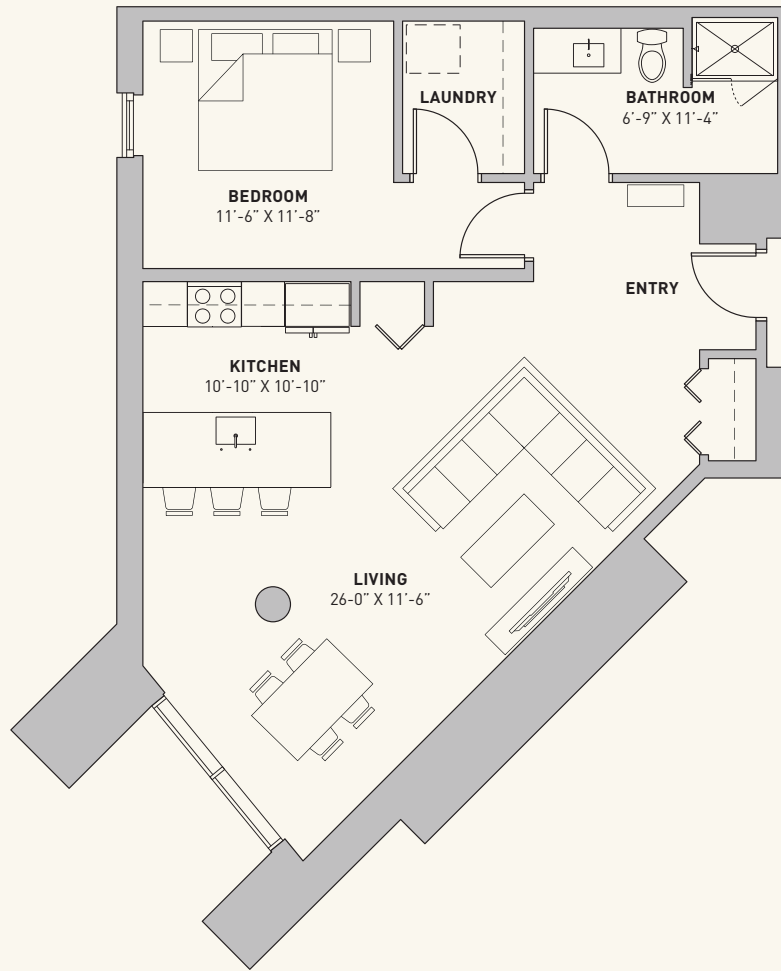 LAUNDRY
BATHROOM
6'-9" X 11'-4"
BEDROOM
11'-6" X 11'-8"
ENTRY
KITCHEN
10'-10" X 10'-10"
LIVING
26-0" X 11'-6"